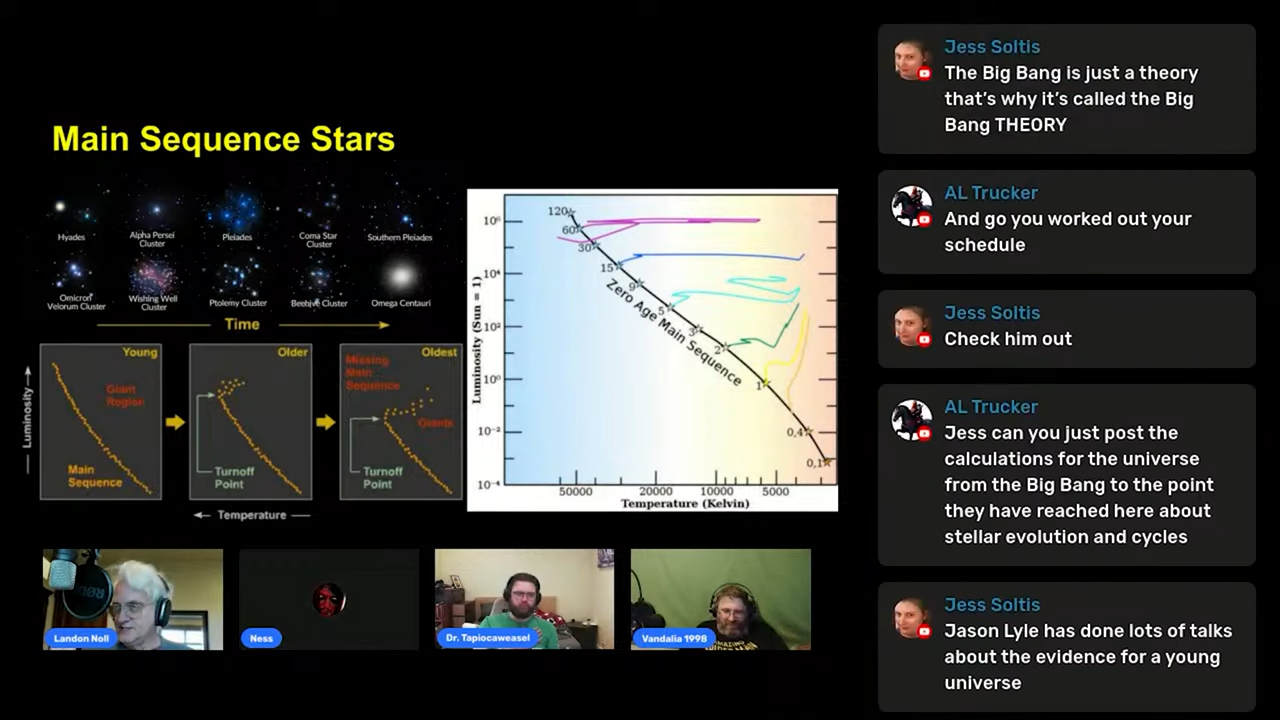 Main Sequence Stars
Hyades
Alpha Persei
Cluster
Pleiades
Coma Star
Cluster
Southern Pleiades
Omicron
Velorum Cluster
Wishing Well
Cluster
Ptolemy Cluster
Beehive Cluster
Omega Centauri
Time
Luminosity
Young
Giant
Region
Main
Sequence
Older
Turnoff
Point
Oldest
Missing
Main
Sequence
Giants
Turnoff
Point
Temperature
Luminosity (Sun = 1)
10⁶
10⁴
10²
10⁰
10⁻²
10⁻⁴
120
60
30
15
9
5
3
2
1
0,4
0,1
Zero Age Main Sequence
50000
20000
10000
5000
Temperature (Kelvin)
Landon Noll
Ness
Dr. Tapiocaweasel
Vandalia 1998
Jess Soltis
The Big Bang is just a theory
that’s why it’s called the Big
Bang THEORY
AL Trucker
And go you worked out your
schedule
Jess Soltis
Check him out
AL Trucker
Jess can you just post the
calculations for the universe
from the Big Bang to the point
they have reached here about
stellar evolution and cycles
Jess Soltis
Jason Lyle has done lots of talks
about the evidence for a young
universe